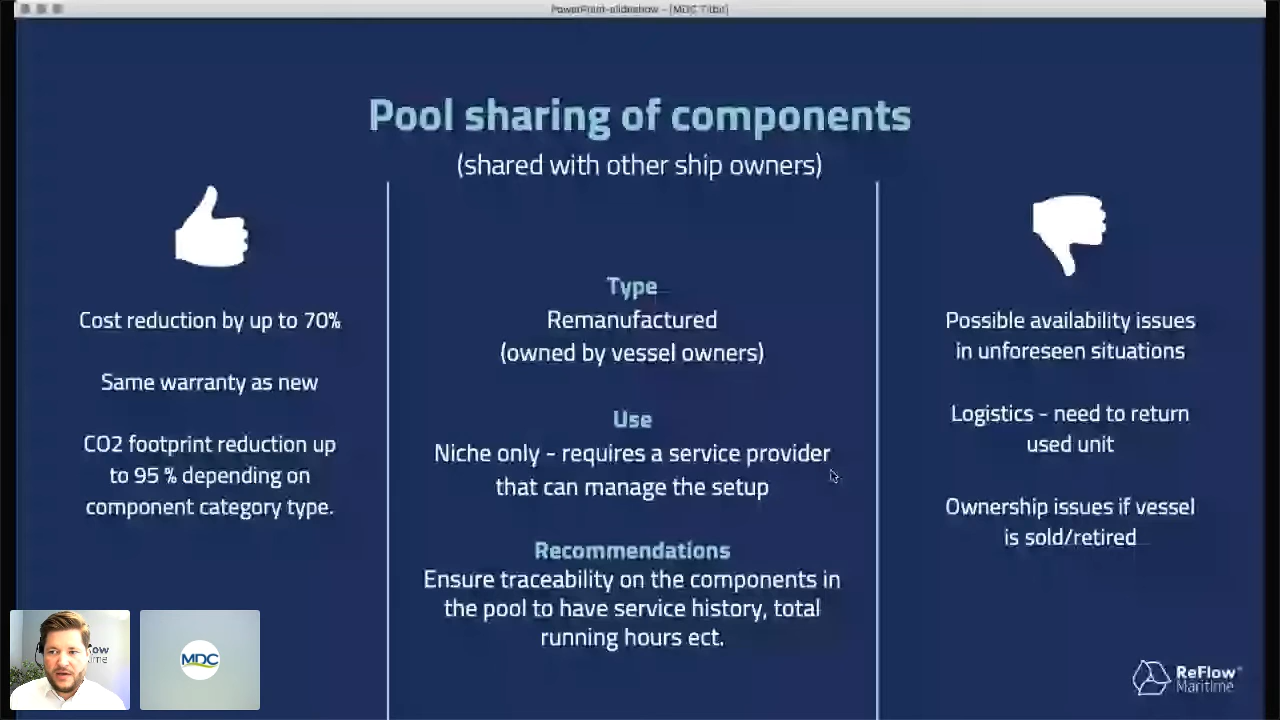 PowerPoint-slideshow - [MDC Titbit]
Pool sharing of components
(shared with other ship owners)
Cost reduction by up to 70%
Same warranty as new
CO2 footprint reduction up
to 95 % depending on
component category type.
Type
Remanufactured
(owned by vessel owners)
Use
Niche only - requires a service provider
that can manage the setup
Recommendations
Ensure traceability on the components in
the pool to have service history, total
running hours ect.
Possible availability issues
in unforeseen situations
Logistics - need to return
used unit
Ownership issues if vessel
is sold/retired
MDC
ReFlow
Maritime